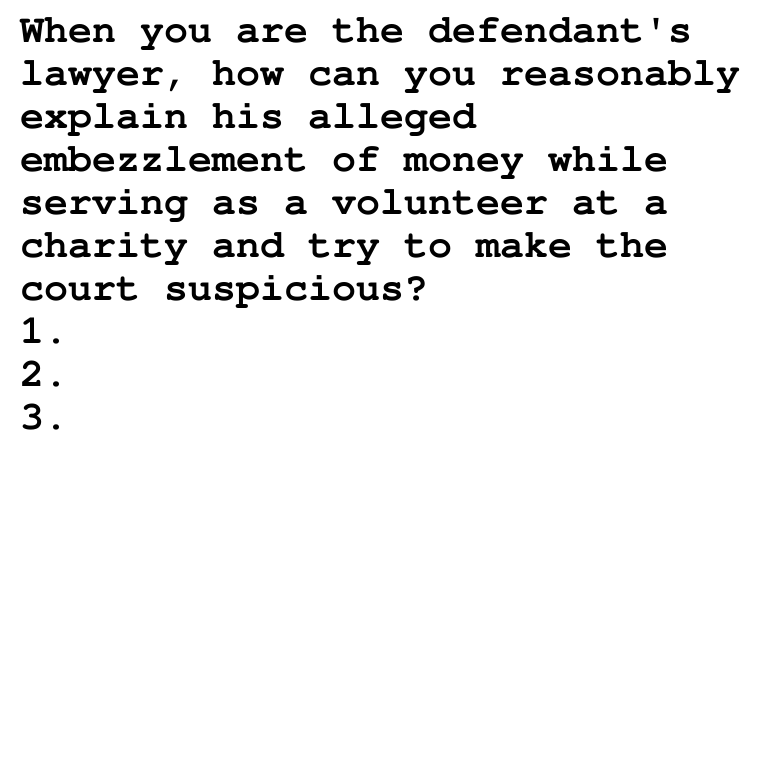 When you are the defendant's
lawyer, how can you reasonably
explain his alleged
embezzlement of money while
serving as a volunteer at a
charity and try to make the
court suspicious?
1.
2.
3.